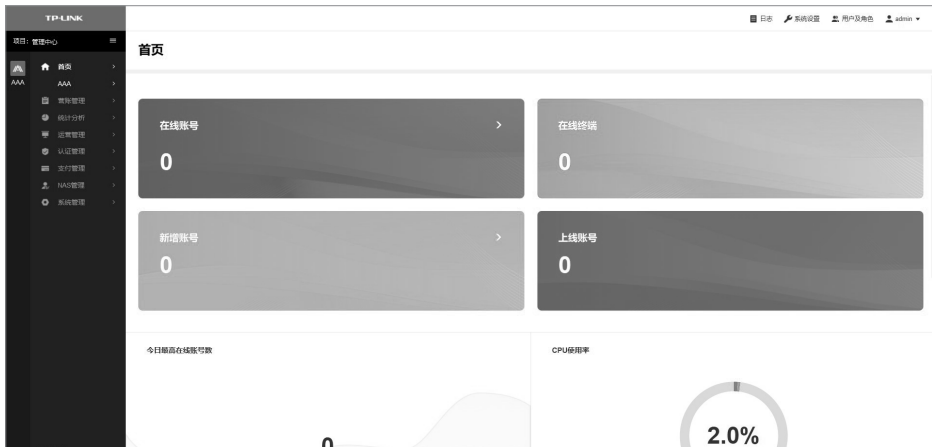 TP-LINK
日志 系统设置 用户及角色 admin
项目: 管理中心
首页
AAA
首页
AAA
营账管理
统计分析
运营管理
认证管理
支付管理
NAS管理
系统管理
在线账号
0
在线终端
0
新增账号
0
上线账号
0
今日最高在线账号数
0
CPU使用率
2.0%